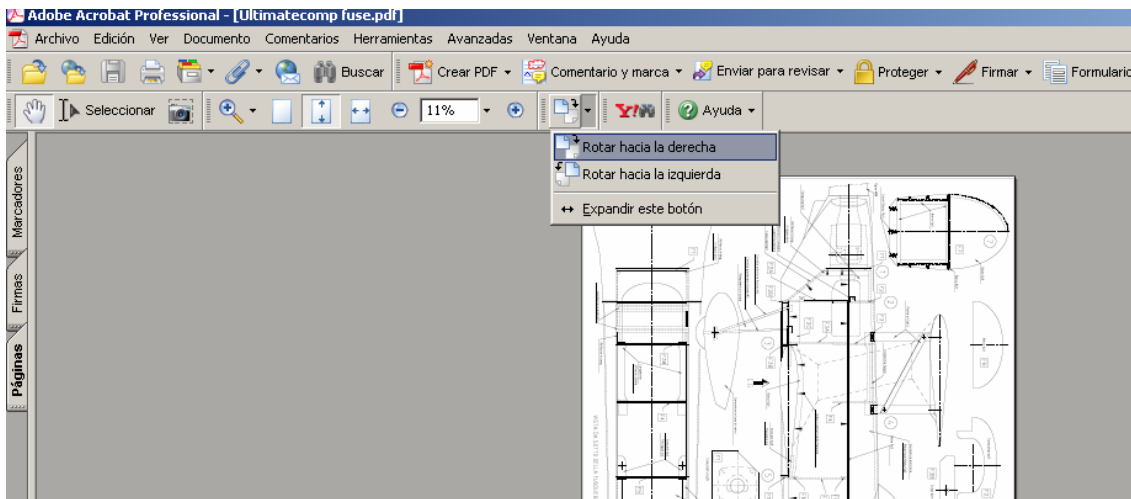 Adobe Acrobat Professional - [Ultimatecomp fuse.pdf]
Archivo Edición Ver Documento Comentarios Herramientas Avanzadas Ventana Ayuda
Buscar Crear PDF Comentario y marca Enviar para revisar Proteger Firmar Formulario
Seleccionar 11% Y! Ayuda
Rotar hacia la derecha
Rotar hacia la izquierda
Expandir este botón
Marcadores
Firmas
Páginas